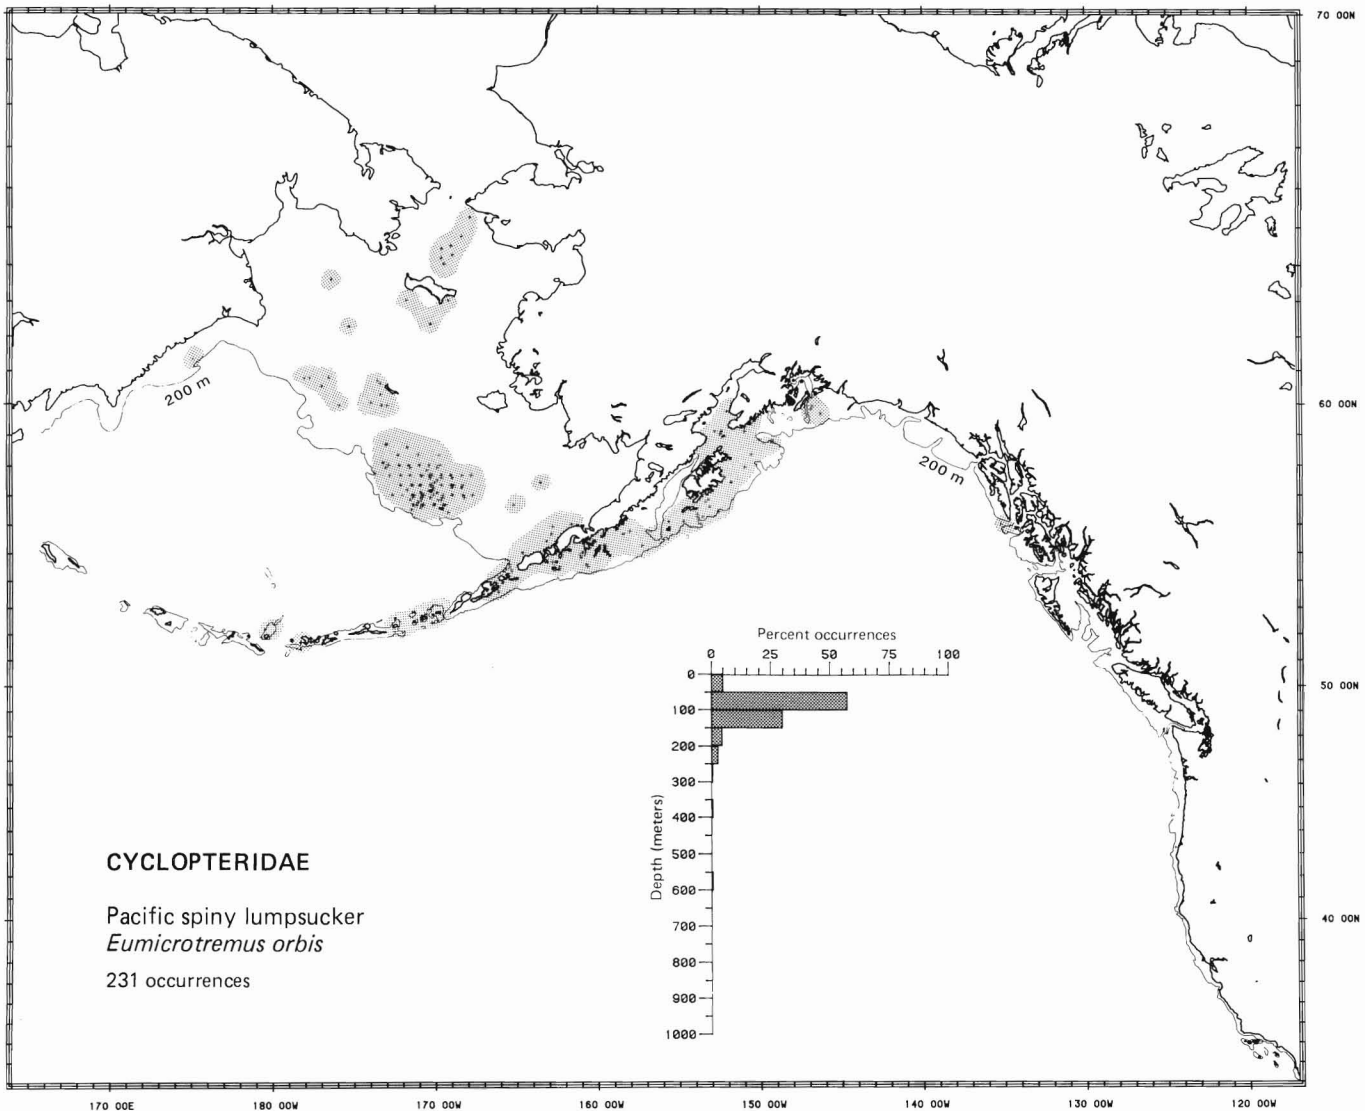 70 00N
200 m
60 00N
200 m
Percent occurrences
0 25 50 75 100
50 00N
0
100
200
300
400
500
600
700
800
900
1000
Depth (meters)
40 00N
CYCLOPTERIDAE
Pacific spiny lumpsucker
Eumicrotremus orbis
231 occurrences
170 00E 180 00W 170 00W 160 00W 150 00W 140 00W 130 00W 120 00W